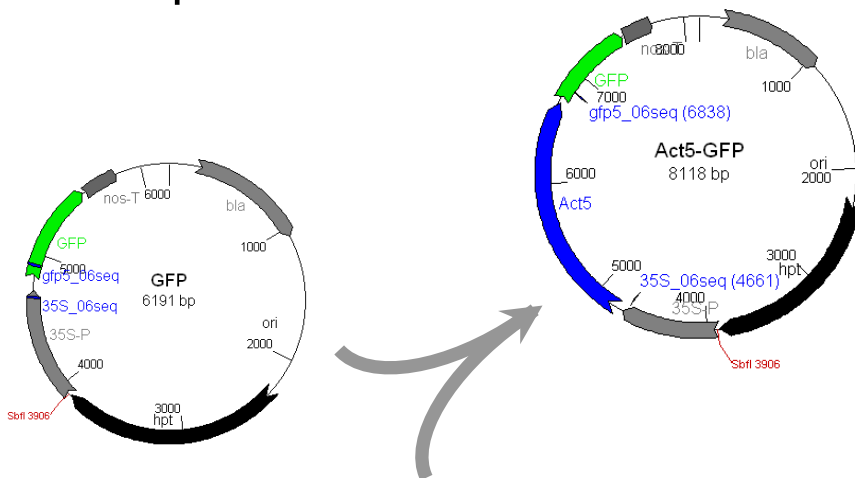 nos-T
6000
bla
GFP
1000
5000
gfp5_06seq
GFP
6191 bp
35S_06seq
35S-P
ori
2000
4000
SbfI 3906
3000
hpt
nos-T
8000
bla
GFP
1000
7000
gfp5_06seq (6838)
Act5-GFP
8118 bp
ori
2000
6000
Act5
3000
hpt
5000
35S_06seq (4661)
4000
35S-P
SbfI 3906